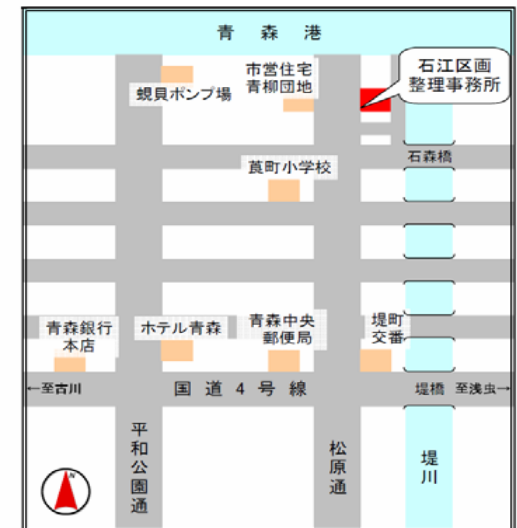 青森港
石江区画
整理事務所
市営住宅
青柳団地
蜆貝ポンプ場
石森橋
莨町小学校
青森銀行
本店
ホテル青森
青森中央
郵便局
堤町
交番
←至古川
国道4号線
堤橋
至浅虫→
平和公園通
松原通
堤川
N